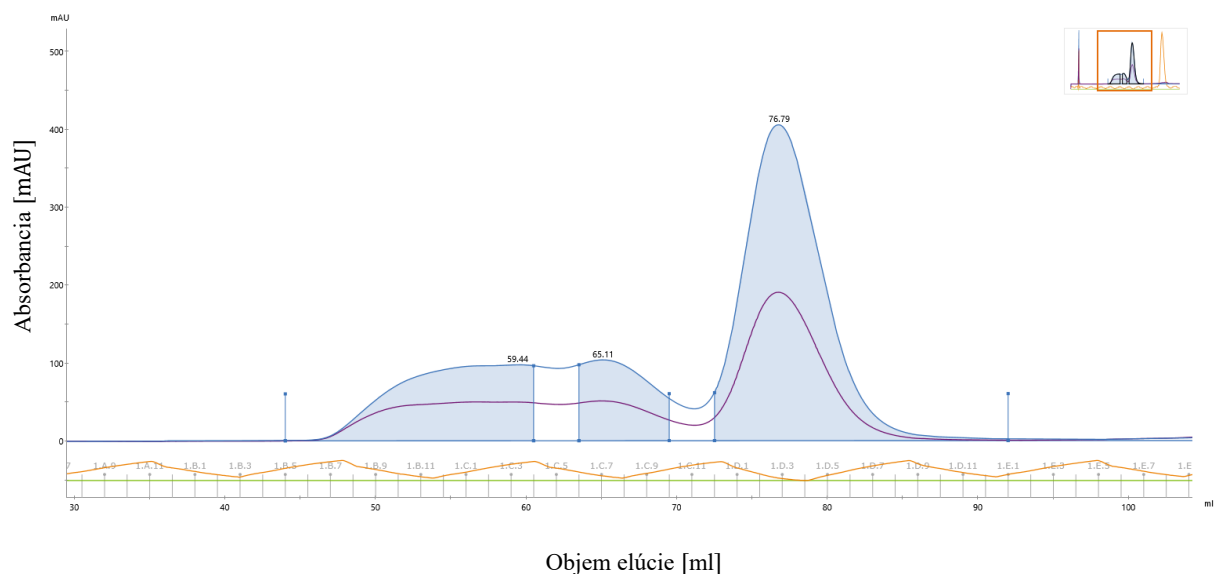 mAU
500
400
300
200
100
0
Absorbancia [mAU]
76.79
59.44
65.11
7 1.A.9 1.A.11 1.B.1 1.B.3 1.B.5 1.B.7 1.B.9 1.B.11 1.C.1 1.C.3 1.C.5 1.C.7 1.C.9 1.C.11 1.D.1 1.D.3 1.D.5 1.D.7 1.D.9 1.D.11 1.E.1 1.E.3 1.E.5 1.E.7 1.E
30 40 50 60 70 80 90 100 ml
Objem elúcie [ml]